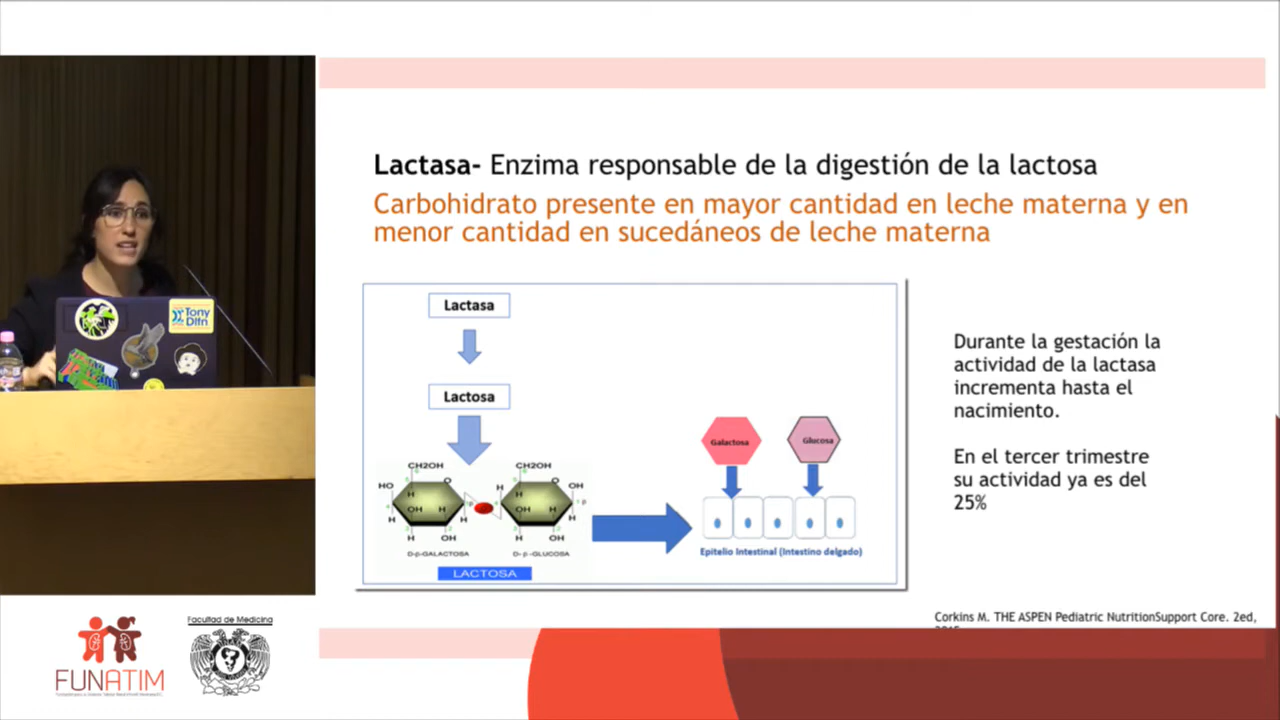 Lactasa- Enzima responsable de la digestión de la lactosa
Carbohidrato presente en mayor cantidad en leche materna y en
menor cantidad en sucedáneos de leche materna
Lactasa
Lactosa
CH2OH
CH2OH
HO
O
H
OH
H
H
H
OH
H
O
OH
H
OH
H
H
H
OH
D-β-GALACTOSA
D-β-GLUCOSA
LACTOSA
Galactosa
Glucosa
Epitelio Intestinal (Intestino delgado)
Durante la gestación la
actividad de la lactasa
incrementa hasta el
nacimiento.
En el tercer trimestre
su actividad ya es del
25%
Corkins M. THE ASPEN Pediatric NutritionSupport Core. 2ed,
Tony
Dlfn
FUNATIM
Facultad de Medicina